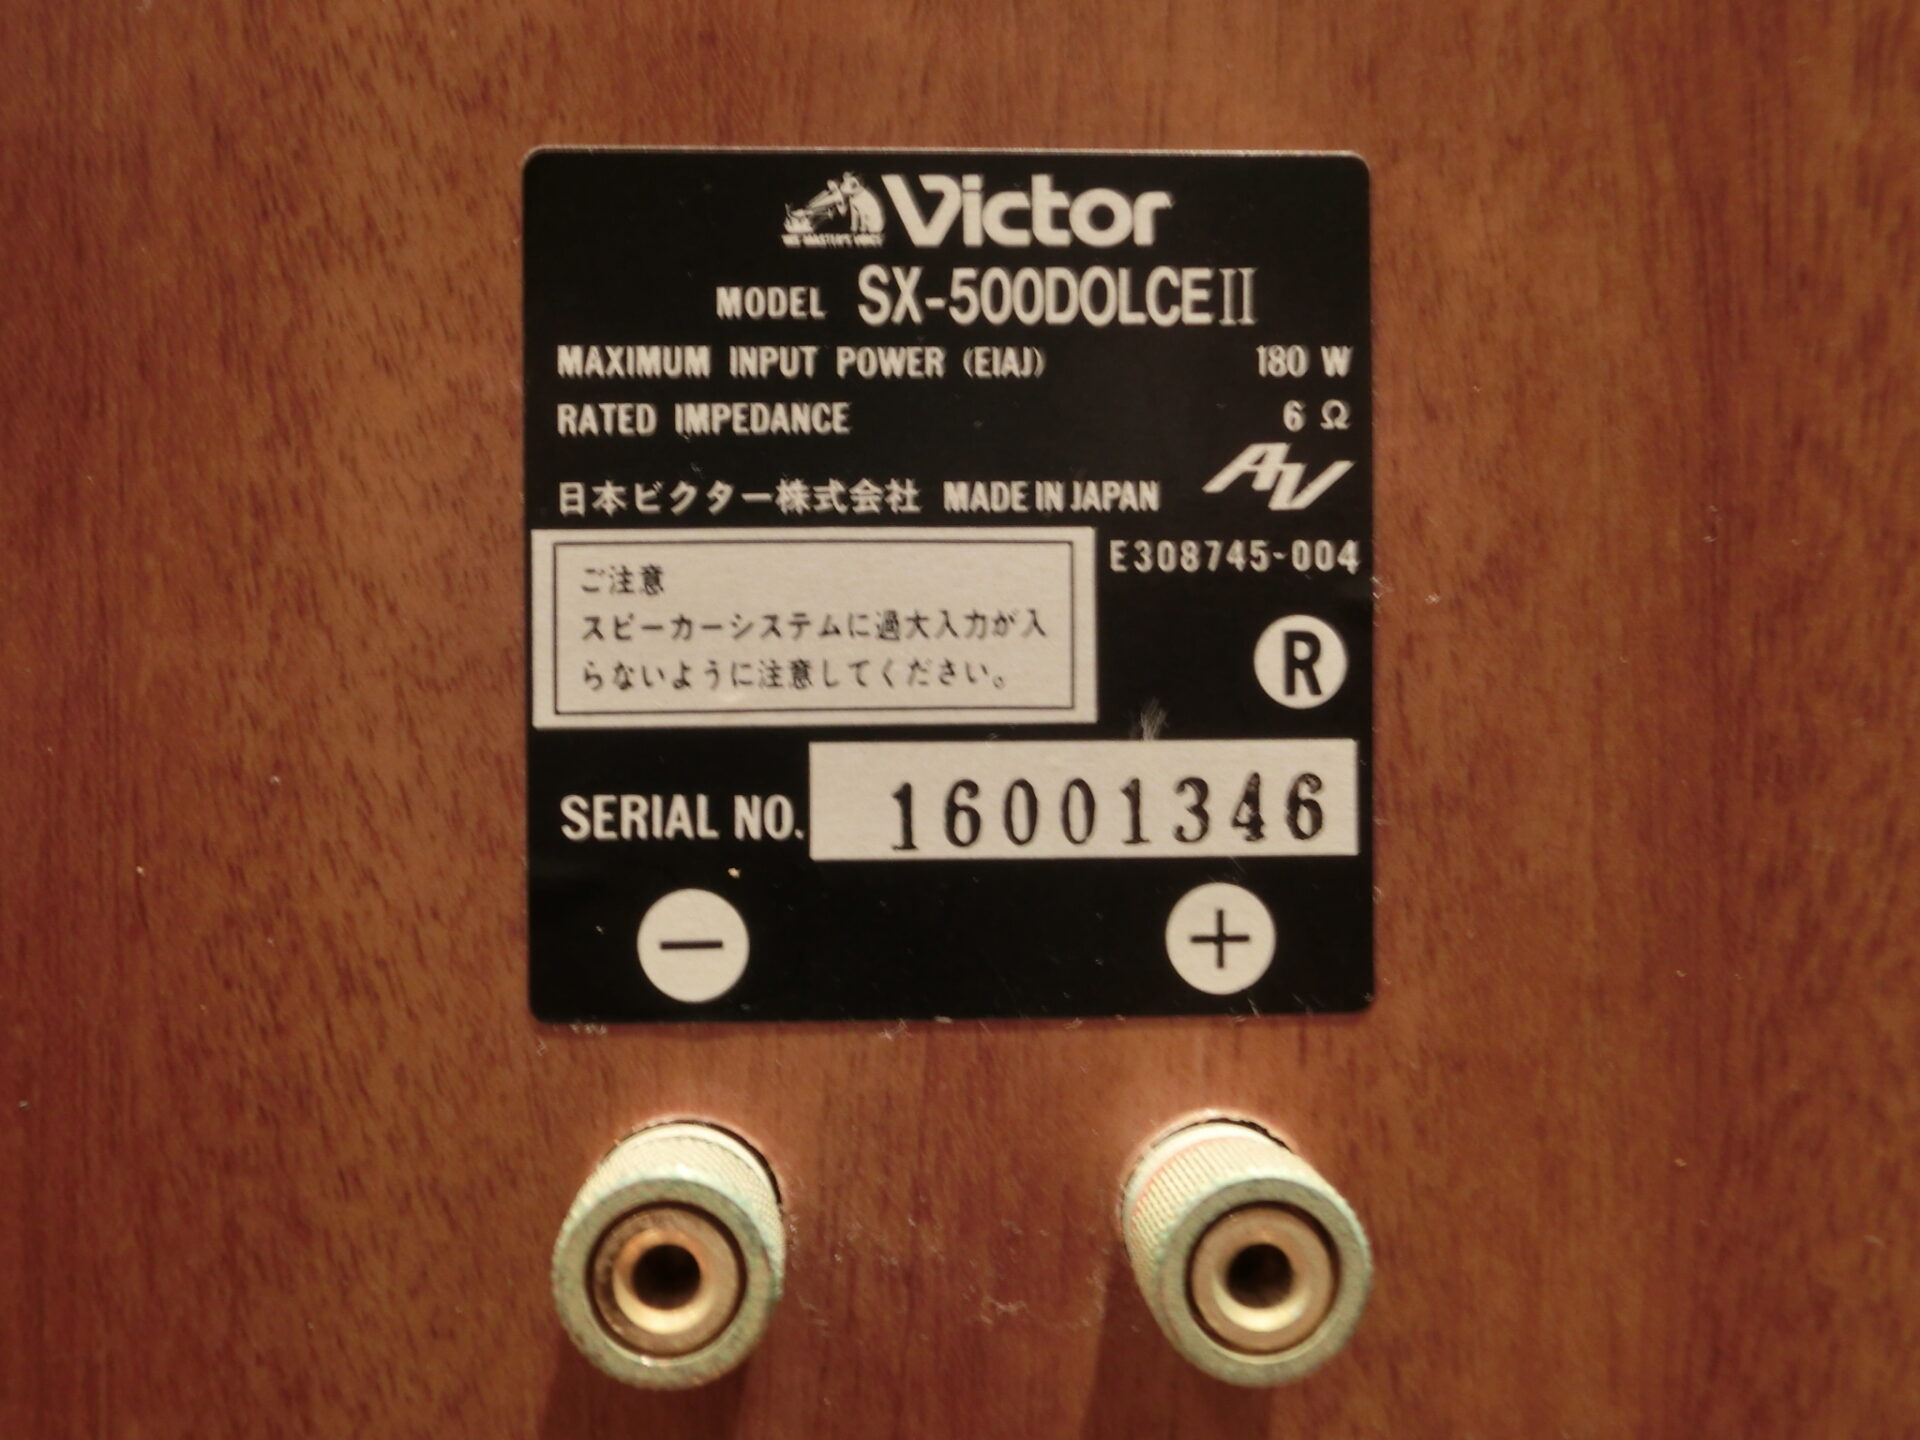 HIS MASTER'S VOICE
Victor
MODEL SX-500DOLCEII
MAXIMUM INPUT POWER (EIAJ) 180 W
RATED IMPEDANCE 6 Ω
AV
日本ビクター株式会社 MADE IN JAPAN
E308745-004
ご注意
スピーカーシステムに過大入力が入
らないように注意してください。
R
SERIAL NO. 16001346
− +